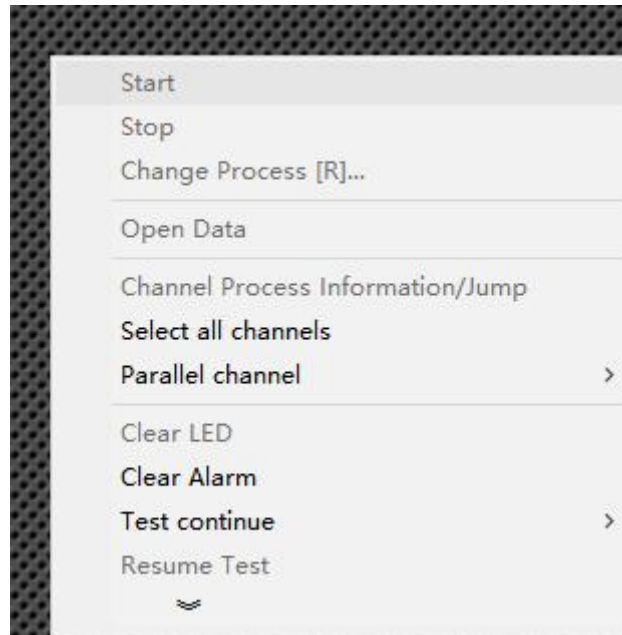 Start
Stop
Change Process [R]...
Open Data
Channel Process Information/Jump
Select all channels
Parallel channel
Clear LED
Clear Alarm
Test continue
Resume Test